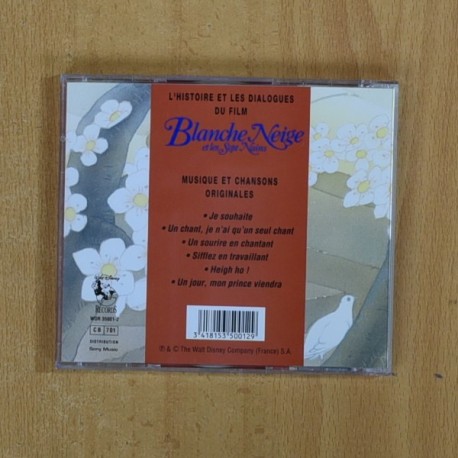 L'HISTOIRE ET LES DIALOGUES
DU FILM
Blanche Neige
et les Sept Nains
MUSIQUE ET CHANSONS
ORIGINALES
• Je souhaite
• Un chant, je n'ai qu'un seul chant
• Un sourire en chantant
• Sifflez en travaillant
• Heigh ho !
• Un jour, mon prince viendra
Walt Disney
RECORDS
CB 701
DISTRIBUTION
Sony Music
3 418153 500129
℗ & © The Walt Disney Company (France) S.A.